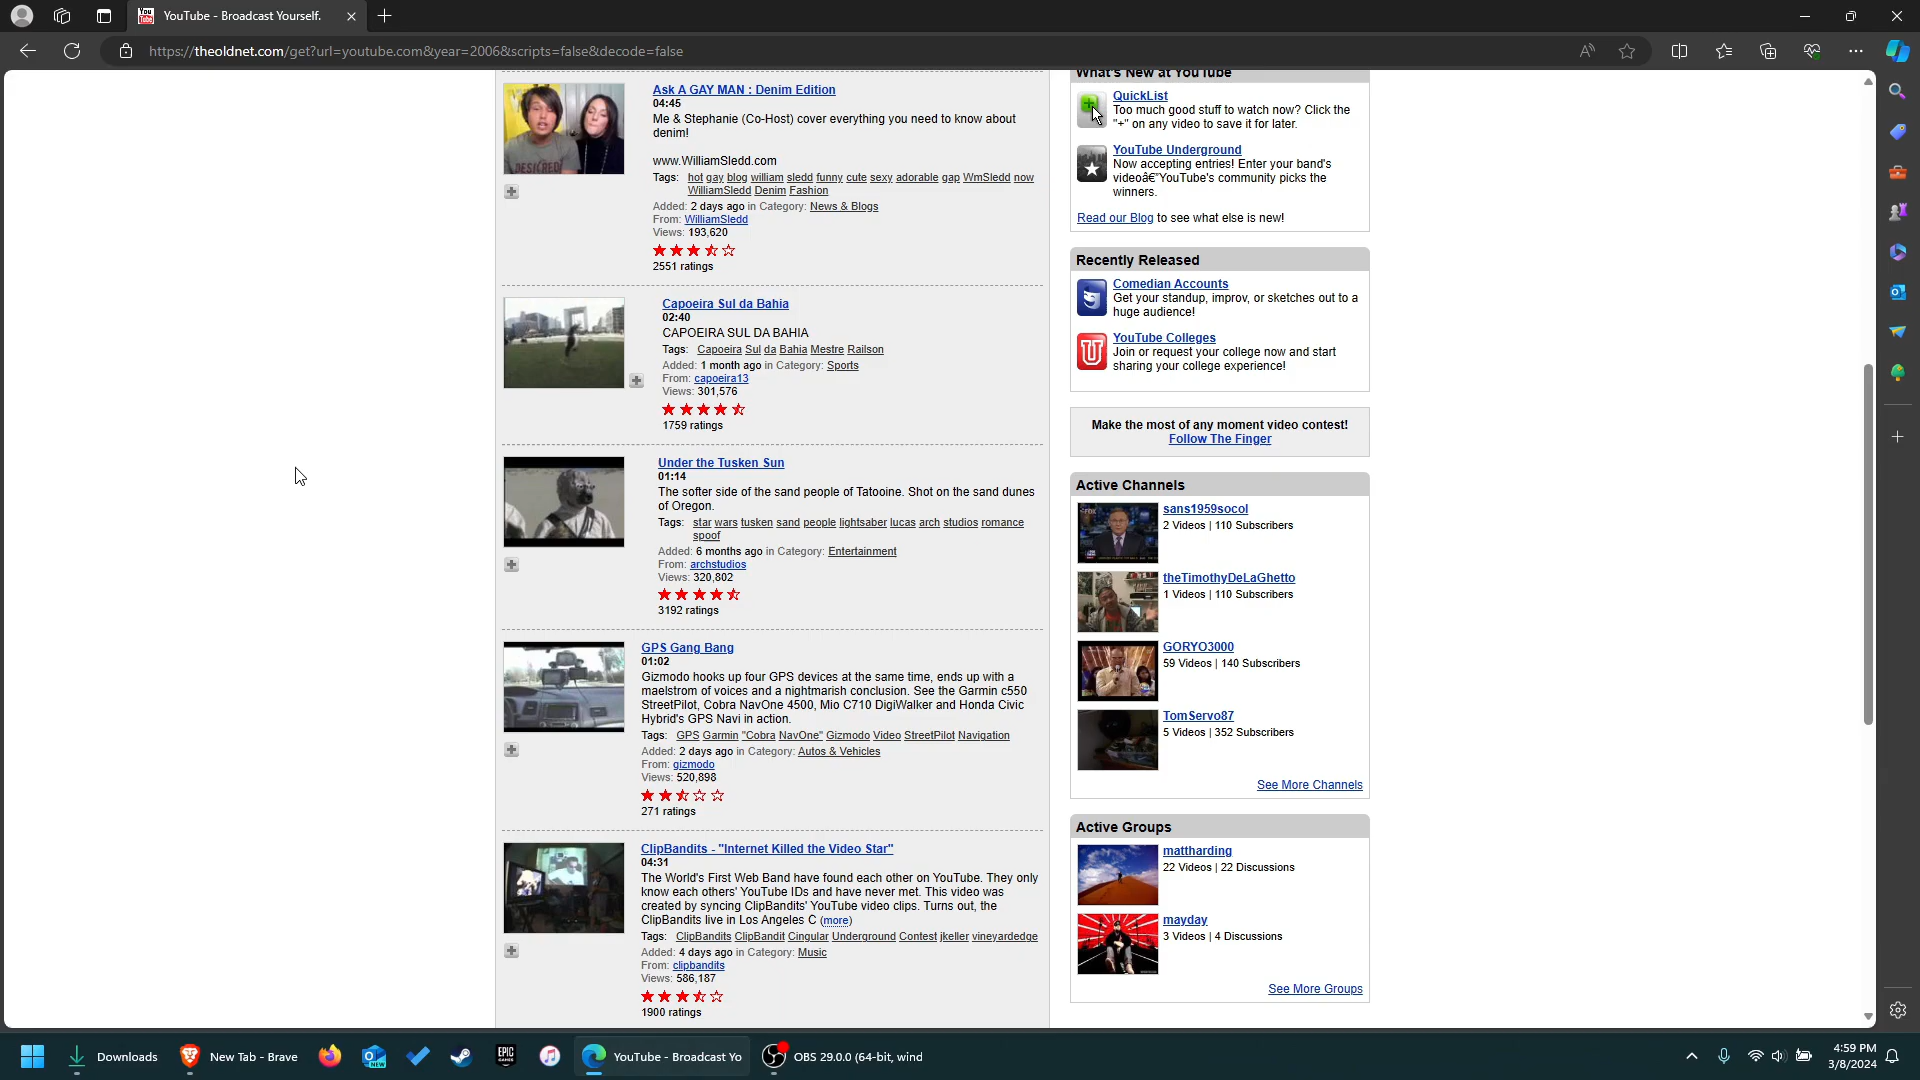 YouTube - Broadcast Yourself.
https://theoldnet.com/get?url=youtube.com&year=2006&scripts=false&decode=false
Ask A GAY MAN : Denim Edition
04:45
Me & Stephanie (Co-Host) cover everything you need to know about
denim!
www.WilliamSledd.com
Tags: hot gay blog william sledd funny cute sexy adorable gap WmSledd now
WilliamSledd Denim Fashion
Added: 2 days ago in Category: News & Blogs
From: WilliamSledd
Views: 193,620
2551 ratings
Capoeira Sul da Bahia
02:40
CAPOEIRA SUL DA BAHIA
Tags: Capoeira Sul da Bahia Mestre Railson
Added: 1 month ago in Category: Sports
From: capoeira13
Views: 301,576
1759 ratings
Under the Tusken Sun
01:14
The softer side of the sand people of Tatooine. Shot on the sand dunes
of Oregon.
Tags: star wars tusken sand people lightsaber lucas arch studios romance
spoof
Added: 6 months ago in Category: Entertainment
From: archstudios
Views: 320,802
3192 ratings
GPS Gang Bang
01:02
Gizmodo hooks up four GPS devices at the same time, ends up with a
maelstrom of voices and a nightmarish conclusion. See the Garmin c550
StreetPilot, Cobra NavOne 4500, Mio C710 DigiWalker and Honda Civic
Hybrid's GPS Navi in action.
Tags: GPS Garmin "Cobra NavOne" Gizmodo Video StreetPilot Navigation
Added: 2 days ago in Category: Autos & Vehicles
From: gizmodo
Views: 520,898
271 ratings
ClipBandits - "Internet Killed the Video Star"
04:31
The World's First Web Band have found each other on YouTube. They only
know each others' YouTube IDs and have never met. This video was
created by syncing ClipBandits' YouTube video clips. Turns out, the
ClipBandits live in Los Angeles C (more)
Tags: ClipBandits ClipBandit Cingular Underground Contest jkeller vineyardedge
Added: 4 days ago in Category: Music
From: clipbandits
Views: 586,187
1900 ratings
What's New at YouTube
QuickList
Too much good stuff to watch now? Click the
"+" on any video to save it for later.
YouTube Underground
Now accepting entries! Enter your band's
videoâ€"YouTube's community picks the
winners.
Read our Blog to see what else is new!
Recently Released
Comedian Accounts
Get your standup, improv, or sketches out to a
huge audience!
YouTube Colleges
Join or request your college now and start
sharing your college experience!
Make the most of any moment video contest!
Follow The Finger
Active Channels
sans1959socol
2 Videos | 110 Subscribers
theTimothyDeLaGhetto
1 Videos | 110 Subscribers
GORYO3000
59 Videos | 140 Subscribers
TomServo87
5 Videos | 352 Subscribers
See More Channels
Active Groups
mattharding
22 Videos | 22 Discussions
mayday
3 Videos | 4 Discussions
See More Groups
Downloads
New Tab - Brave
YouTube - Broadcast Yo
OBS 29.0.0 (64-bit, wind
4:59 PM
3/8/2024